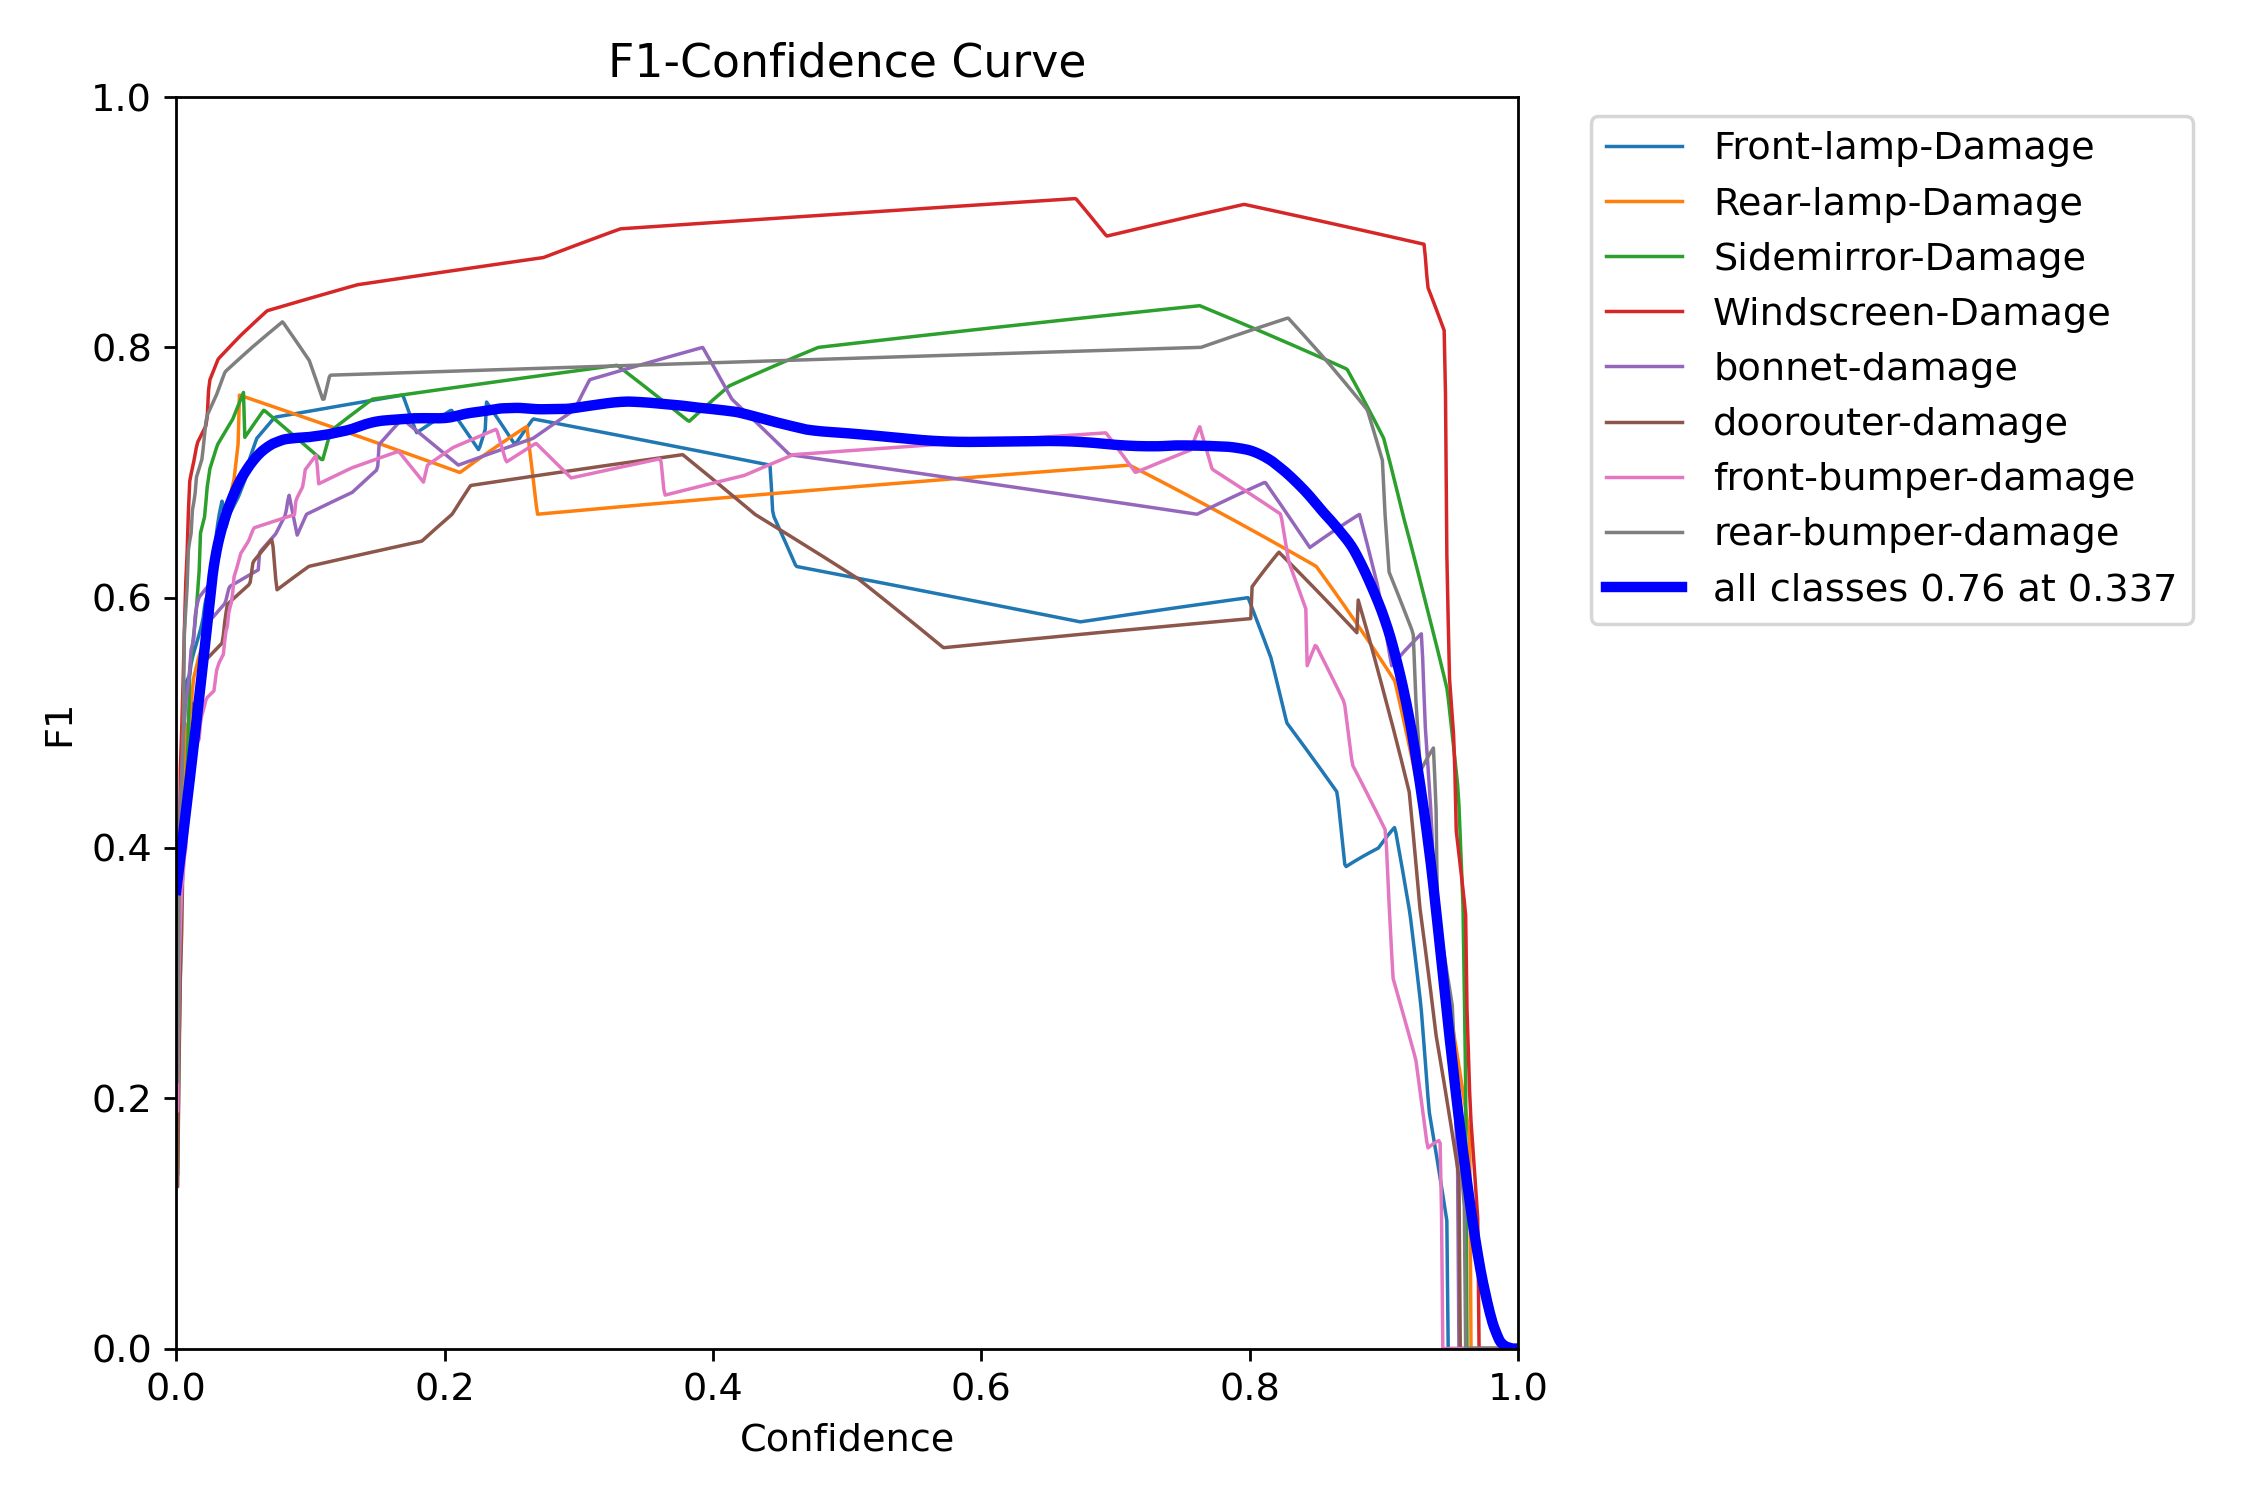 F1-Confidence Curve
1.0
0.8
0.6
0.4
0.2
0.0
F1
0.0 0.2 0.4 0.6 0.8 1.0
Confidence
Front-lamp-Damage
Rear-lamp-Damage
Sidemirror-Damage
Windscreen-Damage
bonnet-damage
doorouter-damage
front-bumper-damage
rear-bumper-damage
all classes 0.76 at 0.337